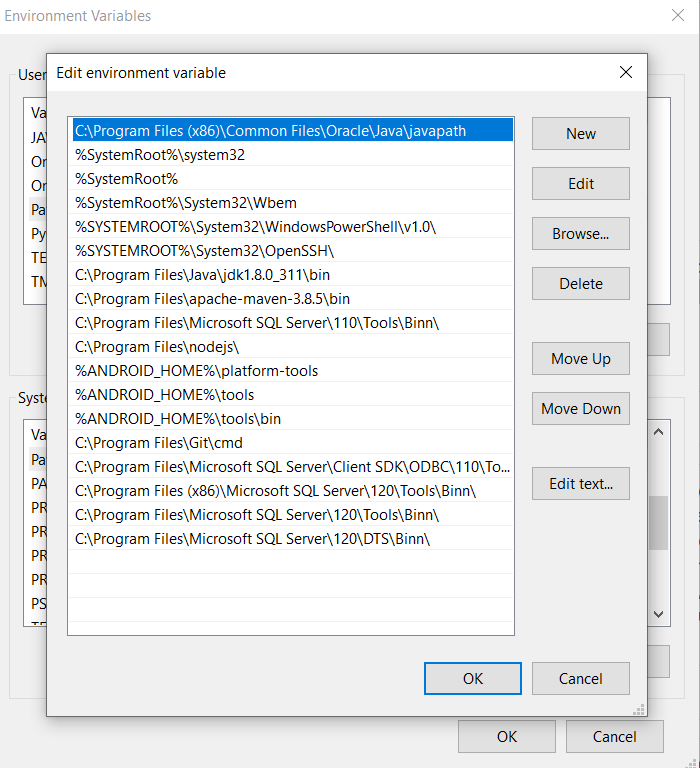 Environment Variables
Edit environment variable
User
Va
JA
Or
Or
Pa
Py
TE
TM
C:\Program Files (x86)\Common Files\Oracle\Java\javapath
%SystemRoot%\system32
%SystemRoot%
%SystemRoot%\System32\Wbem
%SYSTEMROOT%\System32\WindowsPowerShell\v1.0\
%SYSTEMROOT%\System32\OpenSSH\
C:\Program Files\Java\jdk1.8.0_311\bin
C:\Program Files\apache-maven-3.8.5\bin
C:\Program Files\Microsoft SQL Server\110\Tools\Binn\
C:\Program Files\nodejs\
%ANDROID_HOME%\platform-tools
%ANDROID_HOME%\tools
%ANDROID_HOME%\tools\bin
C:\Program Files\Git\cmd
C:\Program Files\Microsoft SQL Server\Client SDK\ODBC\110\To...
C:\Program Files (x86)\Microsoft SQL Server\120\Tools\Binn\
C:\Program Files\Microsoft SQL Server\120\Tools\Binn\
C:\Program Files\Microsoft SQL Server\120\DTS\Binn\
New
Edit
Browse...
Delete
Move Up
Move Down
Edit text...
Syste
Va
Pa
PA
PR
PR
PR
PR
PS
OK
Cancel
OK
Cancel